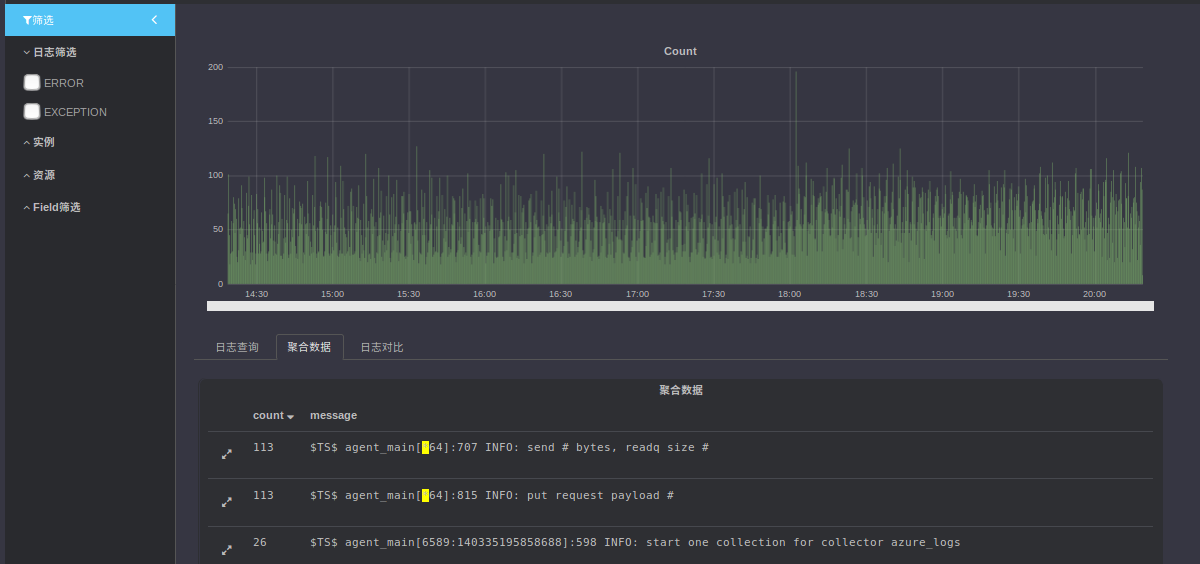 筛选
日志筛选
ERROR
EXCEPTION
实例
资源
Field筛选
Count
200
150
100
50
0
14:30 15:00 15:30 16:00 16:30 17:00 17:30 18:00 18:30 19:00 19:30 20:00
日志查询 聚合数据 日志对比
聚合数据
count message
113 $TS$ agent_main[*64]:707 INFO: send # bytes, readq size #
113 $TS$ agent_main[*64]:815 INFO: put request payload #
26 $TS$ agent_main[6589:140335195858688]:598 INFO: start one collection for collector azure_logs